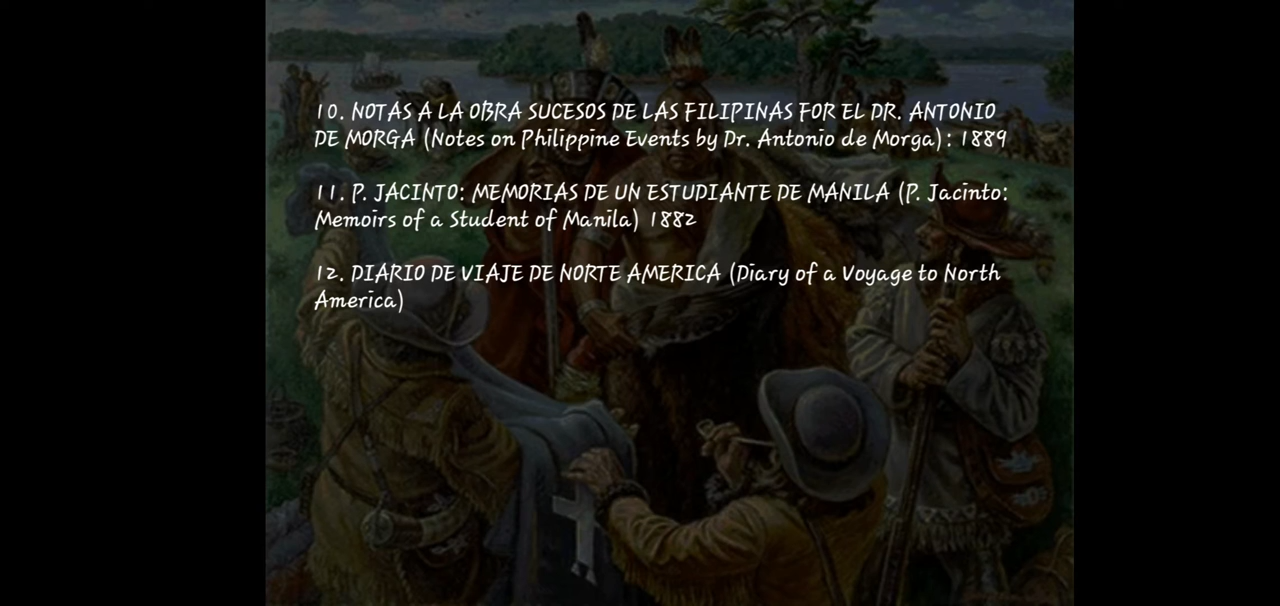 10. NOTAS A LA OBRA SUCESOS DE LAS FILIPINAS FOR EL DR. ANTONIO
DE MORGA (Notes on Philippine Events by Dr. Antonio de Morga) : 1889
11. P. JACINTO: MEMORIAS DE UN ESTUDIANTE DE MANILA (P. Jacinto:
Memoirs of a Student of Manila) 1882
12. DIARIO DE VIAJE DE NORTE AMERICA (Diary of a Voyage to North
America)